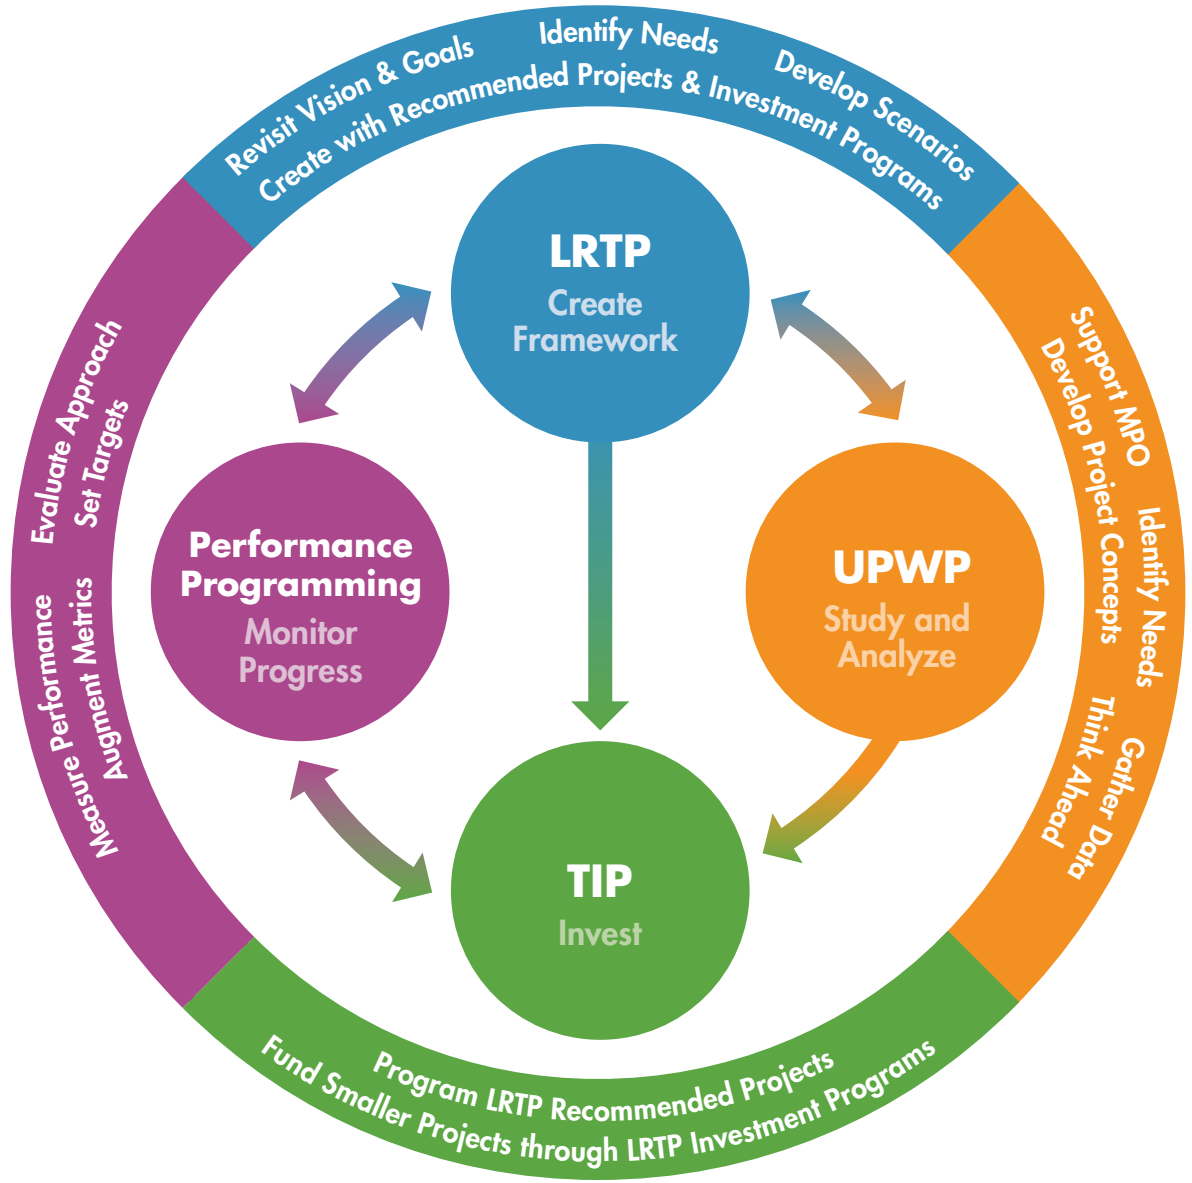 Revisit Vision & Goals
Identify Needs
Develop Scenarios
Create with Recommended Projects & Investment Programs
LRTP
Create
Framework
Evaluate Approach
Set Targets
Measure Performance
Augment Metrics
Performance
Programming
Monitor
Progress
UPWP
Study and
Analyze
Support MPO
Identify Needs
Gather Data
Develop Project Concepts
Think Ahead
TIP
Invest
Program LRTP Recommended Projects
Fund Smaller Projects through LRTP Investment Programs